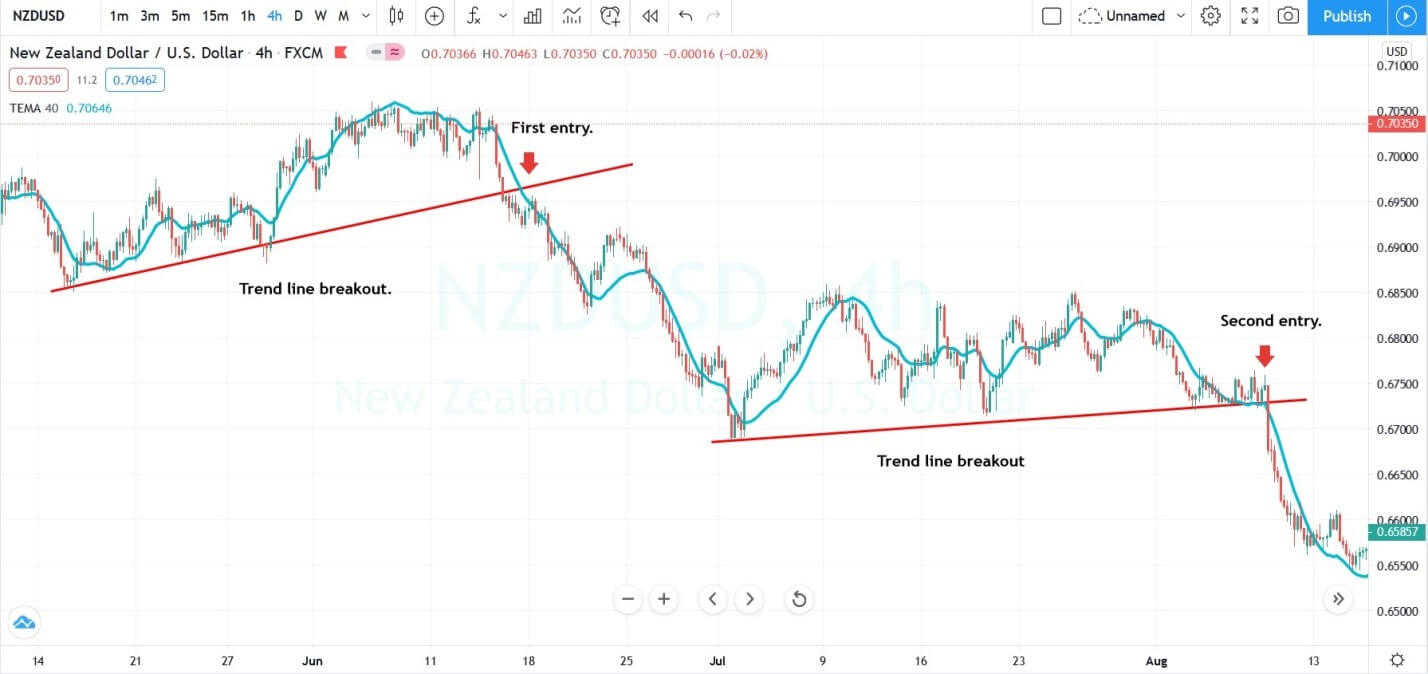 NZDUSD 1m 3m 5m 15m 1h 4h D W M Unnamed Publish
New Zealand Dollar / U.S. Dollar · 4h · FXCM O0.70366 H0.70463 L0.70350 C0.70350 -0.00016 (-0.02%)
USD
0.70350 11.2 0.70462
TEMA 40 0.70646
0.71000
0.70500
0.70350
0.70000
0.69500
0.69000
0.68500
0.68000
0.67500
0.67000
0.66500
0.66000
0.65857
0.65500
0.65000
First entry.
Trend line breakout.
NZDUSD, 4h
New Zealand Dollar / U.S. Dollar
Second entry.
Trend line breakout
14 21 27 Jun 11 18 25 Jul 9 16 23 Aug 13